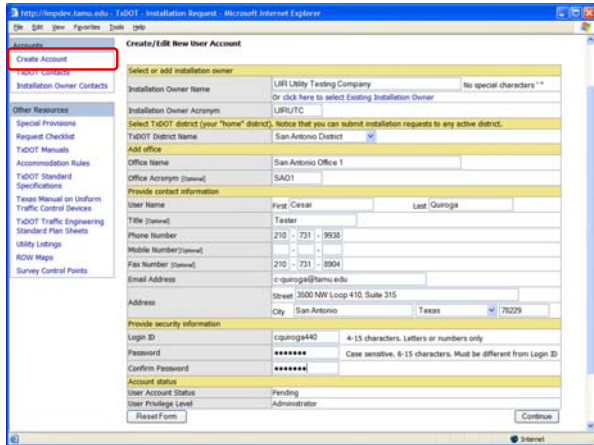 http://impdev.tamu.edu - TxDOT - Installation Request - Microsoft Internet Explorer
File Edit View Favorites Tools Help
Accounts
Create Account
TxDOT Contacts
Installation Owner Contacts
Other Resources
Special Provisions
Request Checklist
TxDOT Manuals
Accommodation Rules
TxDOT Standard
Specifications
Texas Manual on Uniform
Traffic Control Devices
TxDOT Traffic Engineering
Standard Plan Sheets
Utility Listings
ROW Maps
Survey Control Points
Create/Edit New User Account
Select or add installation owner
Installation Owner Name UIR Utility Testing Company No special characters ' "
Or click here to select Existing Installation Owner
Installation Owner Acronym UIRUTC
Select TxDOT district (your "home" district). Notice that you can submit installation requests to any active district.
TxDOT District Name San Antonio District
Add office
Office Name San Antonio Office 1
Office Acronym [Optional] SAO1
Provide contact information
User Name First Cesar Last Quiroga
Title [Optional] Tester
Phone Number 210 - 731 - 9938
Mobile Number [Optional] - -
Fax Number [Optional] 210 - 731 - 8904
Email Address c-quiroga@tamu.edu
Address Street 3500 NW Loop 410, Suite 315
City San Antonio Texas 78229
Provide security information
Login ID cquiroga440 4-15 characters. Letters or numbers only
Password ●●●●●●● Case sensitive. 6-15 characters. Must be different from Login ID
Confirm Password ●●●●●●●
Account status
User Account Status Pending
User Privilege Level Administrator
Reset Form Continue
Internet